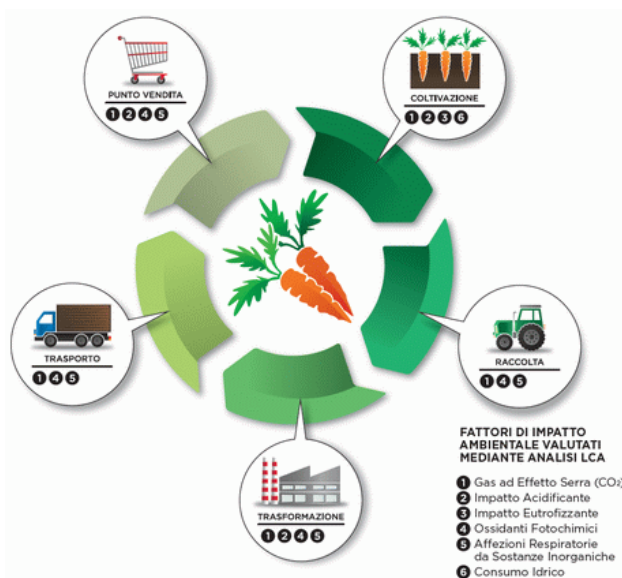 PUNTO VENDITA
1 2 4 5
COLTIVAZIONE
1 2 3 6
TRASPORTO
1 4 5
RACCOLTA
1 4 5
TRASFORMAZIONE
1 2 4 5
FATTORI DI IMPATTO
AMBIENTALE VALUTATI
MEDIANTE ANALISI LCA
1 Gas ad Effetto Serra (CO₂)
2 Impatto Acidificante
3 Impatto Eutrofizzante
4 Ossidanti Fotochimici
5 Affezioni Respiratorie
da Sostanze Inorganiche
6 Consumo Idrico